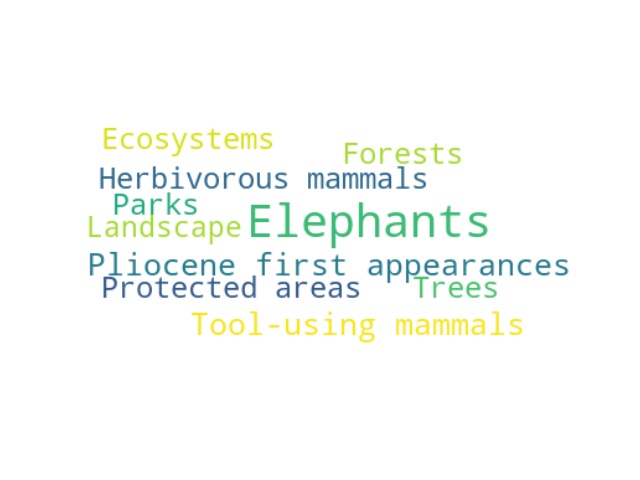 Ecosystems
Forests
Herbivorous mammals
Parks
Landscape
Elephants
Pliocene first appearances
Protected areas
Trees
Tool-using mammals